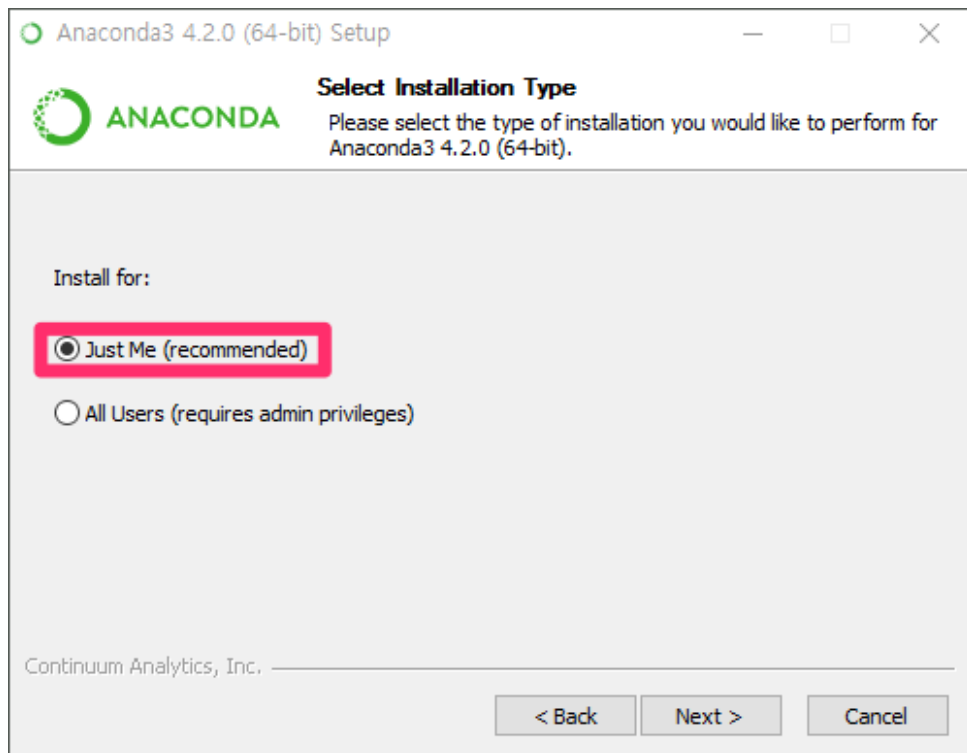 Anaconda3 4.2.0 (64-bit) Setup
ANACONDA
Select Installation Type
Please select the type of installation you would like to perform for
Anaconda3 4.2.0 (64-bit).
Install for:
Just Me (recommended)
All Users (requires admin privileges)
Continuum Analytics, Inc.
< Back
Next >
Cancel